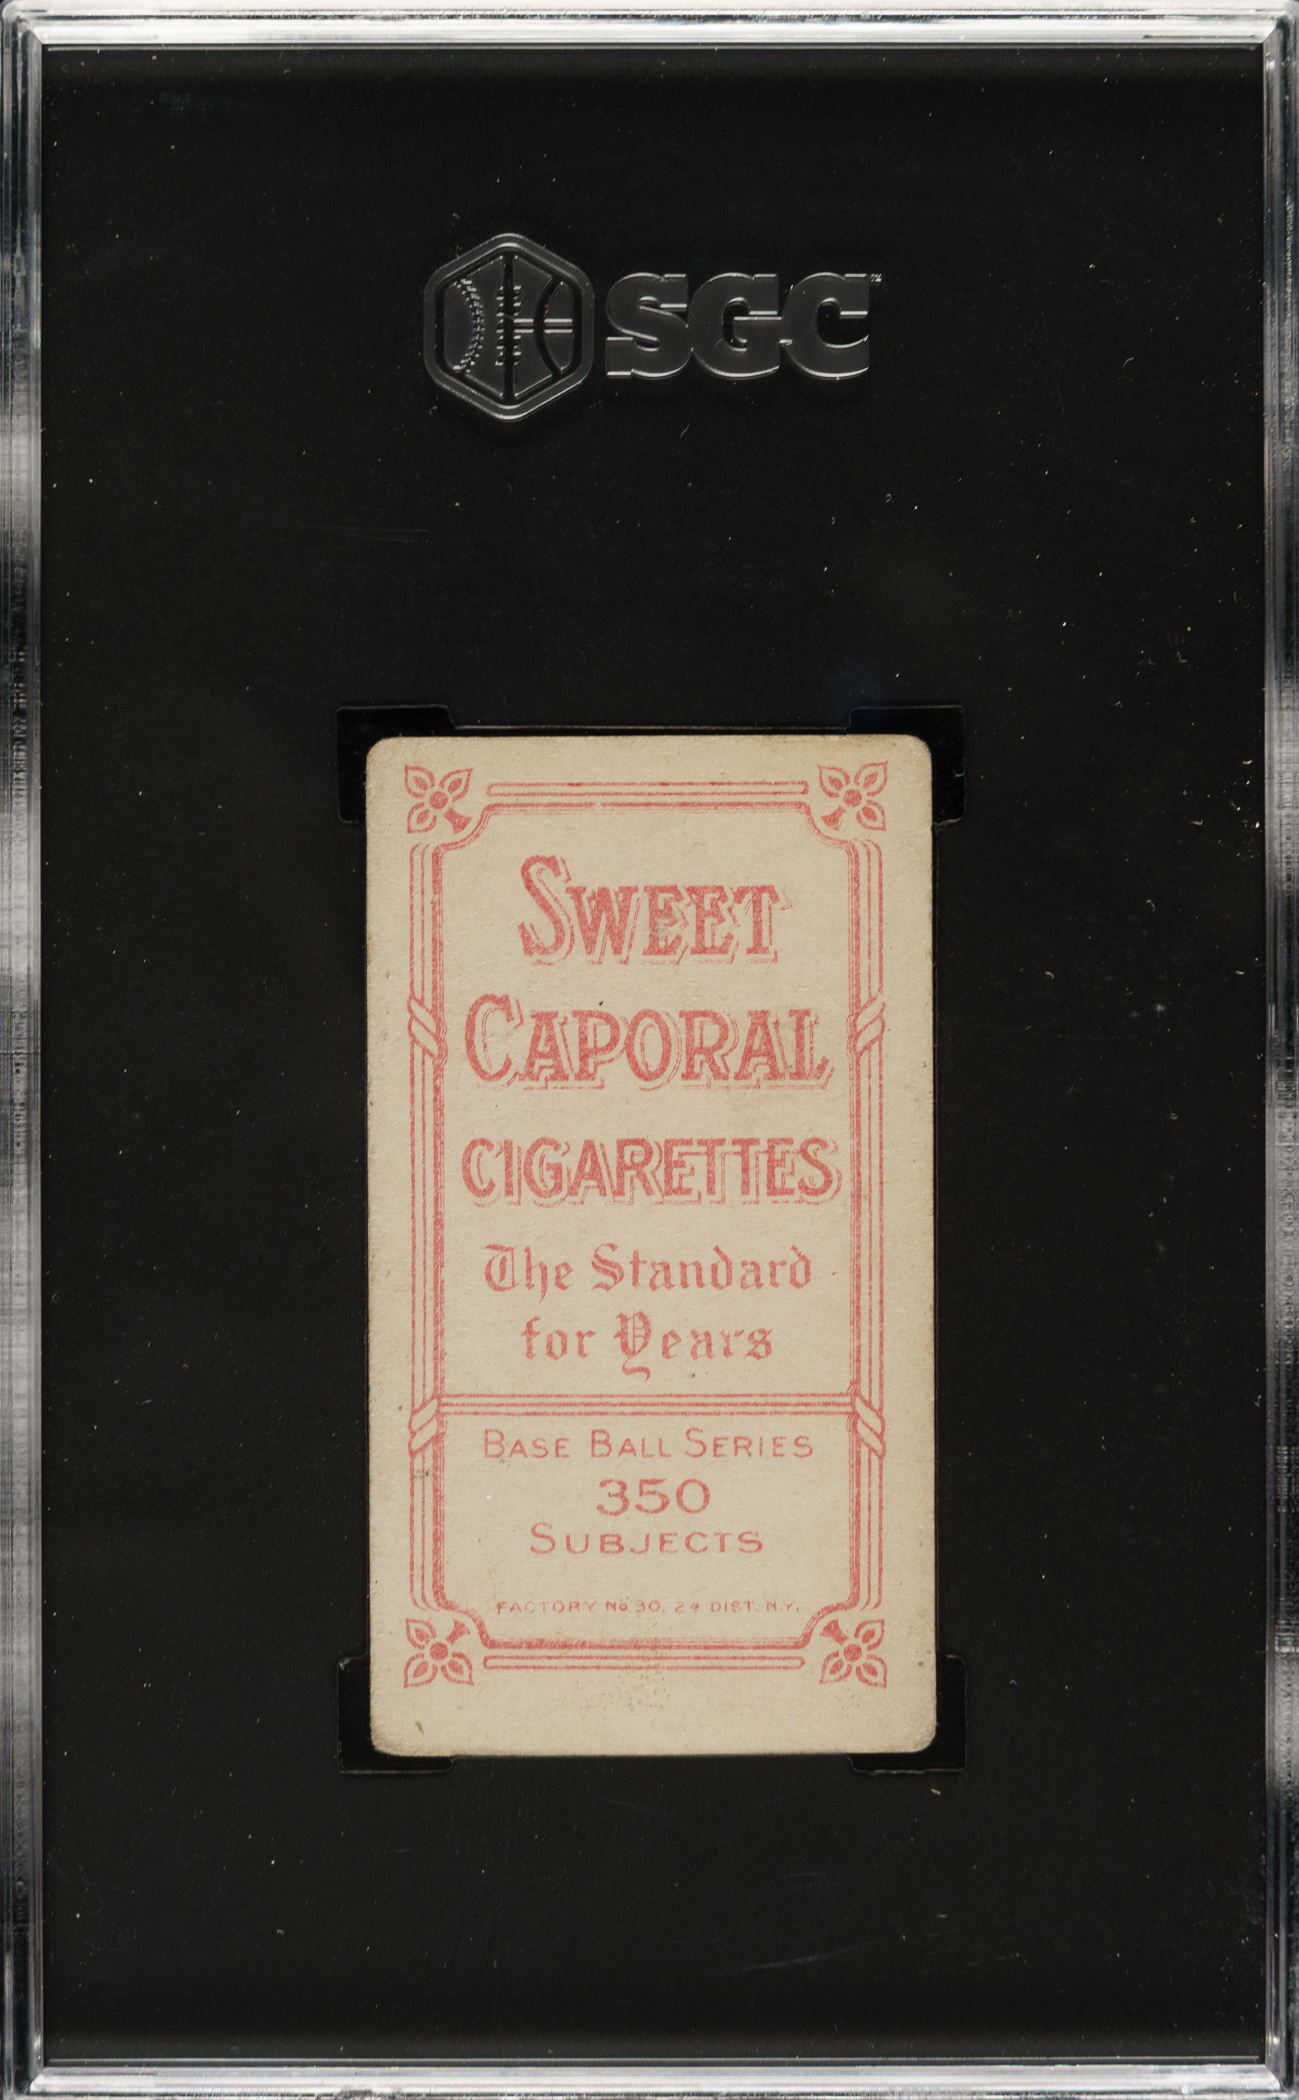 SGC
SWEET
CAPORAL
CIGARETTES
The Standard
for Years
BASE BALL SERIES
350
SUBJECTS
FACTORY No 30, 2d DIST. N.Y.